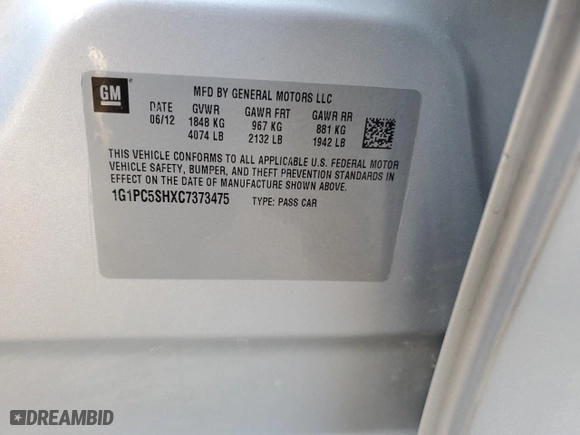 GM
MFD BY GENERAL MOTORS LLC
DATE GVWR GAWR FRT GAWR RR
06/12 1848 KG 967 KG 881 KG
4074 LB 2132 LB 1942 LB
THIS VEHICLE CONFORMS TO ALL APPLICABLE U.S. FEDERAL MOTOR
VEHICLE SAFETY, BUMPER, AND THEFT PREVENTION STANDARDS IN
EFFECT ON THE DATE OF MANUFACTURE SHOWN ABOVE.
1G1PC5SHXC7373475 TYPE: PASS CAR
DREAMBID